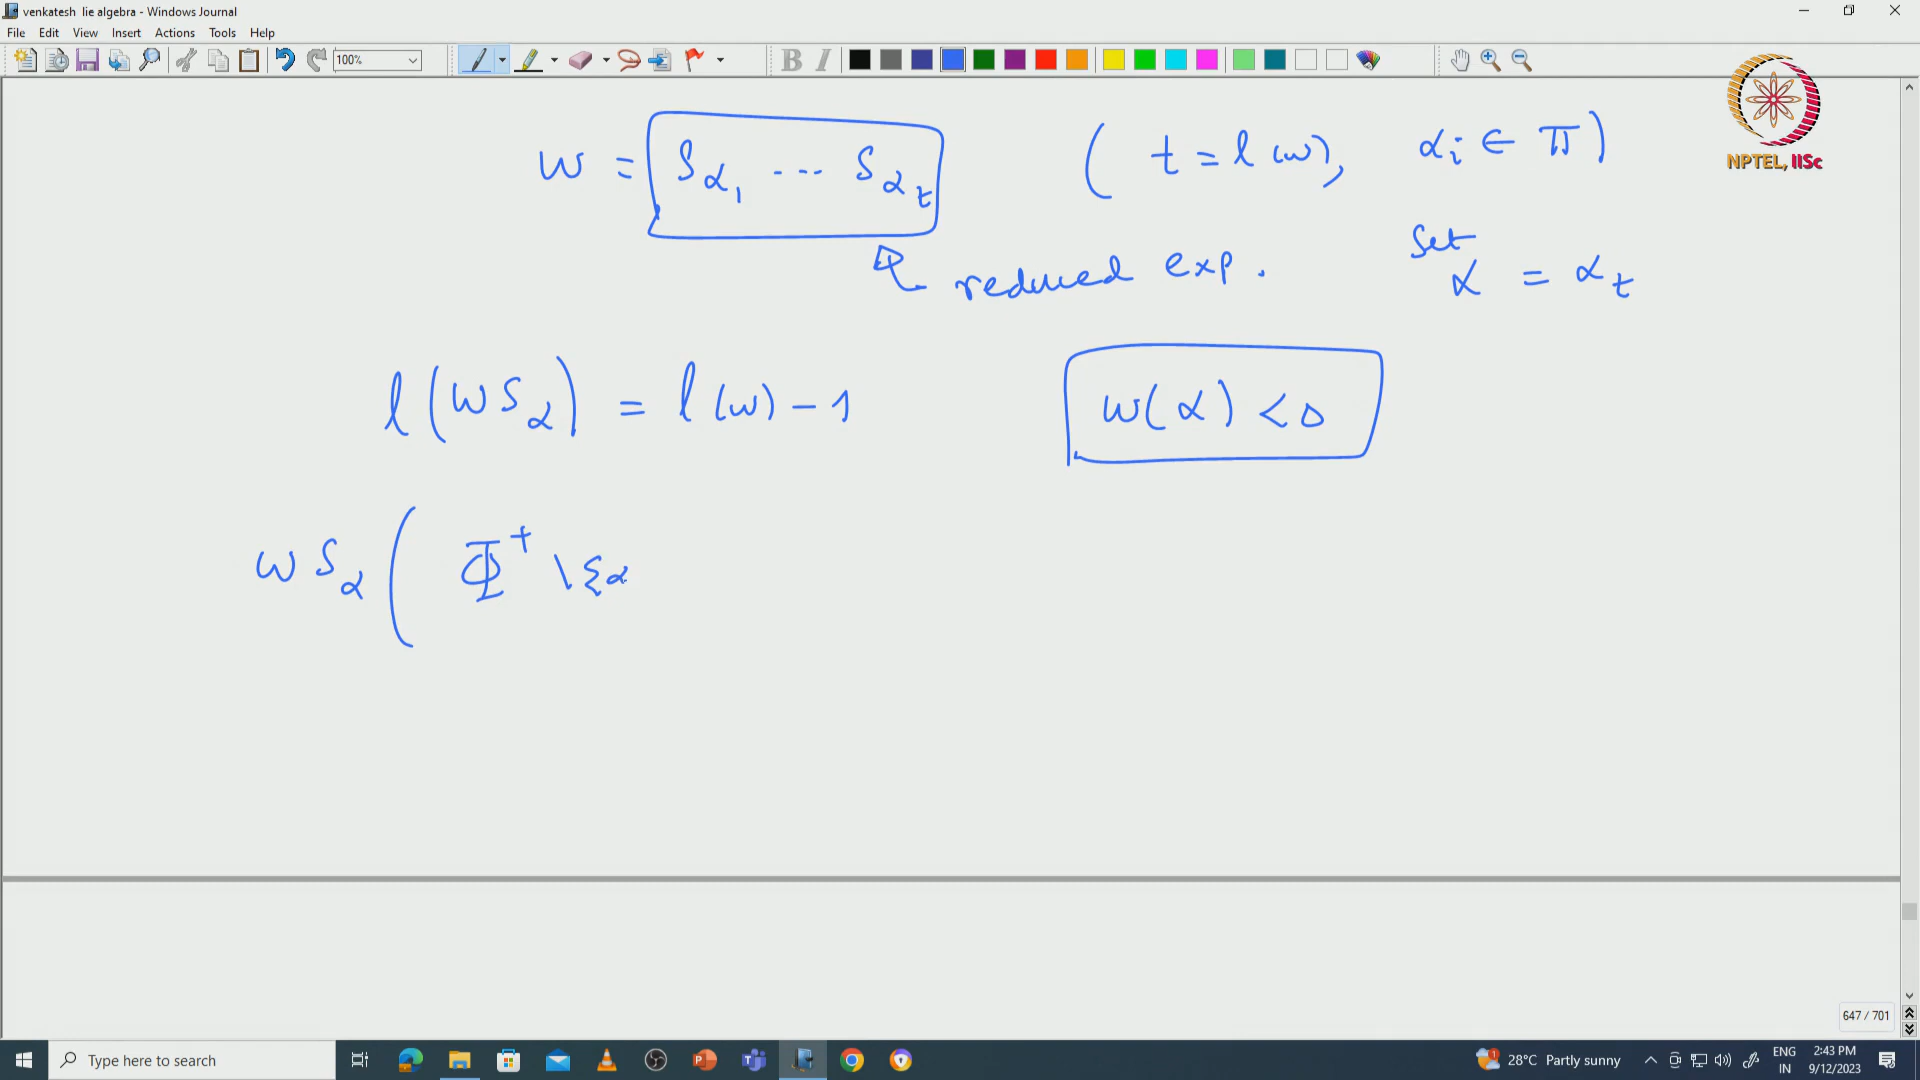 venkatesh lie algebra - Windows Journal
File Edit View Insert Actions Tools Help
100%
B I
NPTEL, IISc
w = S_{α_1} ... S_{α_t} ( t = l(w), α_i ∈ Π )
reduced exp. Set
α = α_t
l(w S_α) = l(w) - 1 w(α) < 0
w S_α ( Φ^+ \ {α
647 / 701
Type here to search
1
28°C Partly sunny
ENG
IN
2:43 PM
9/12/2023